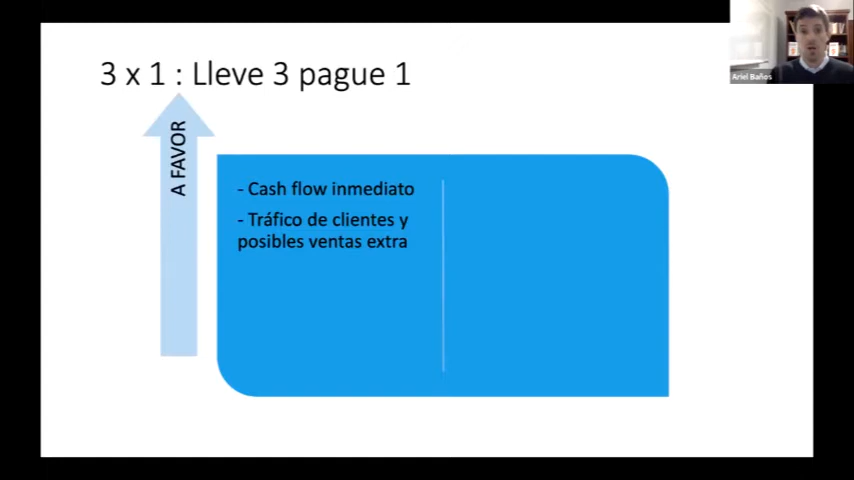 3 x 1 : Lleve 3 pague 1
A FAVOR
- Cash flow inmediato
- Tráfico de clientes y
posibles ventas extra
Ariel Baños